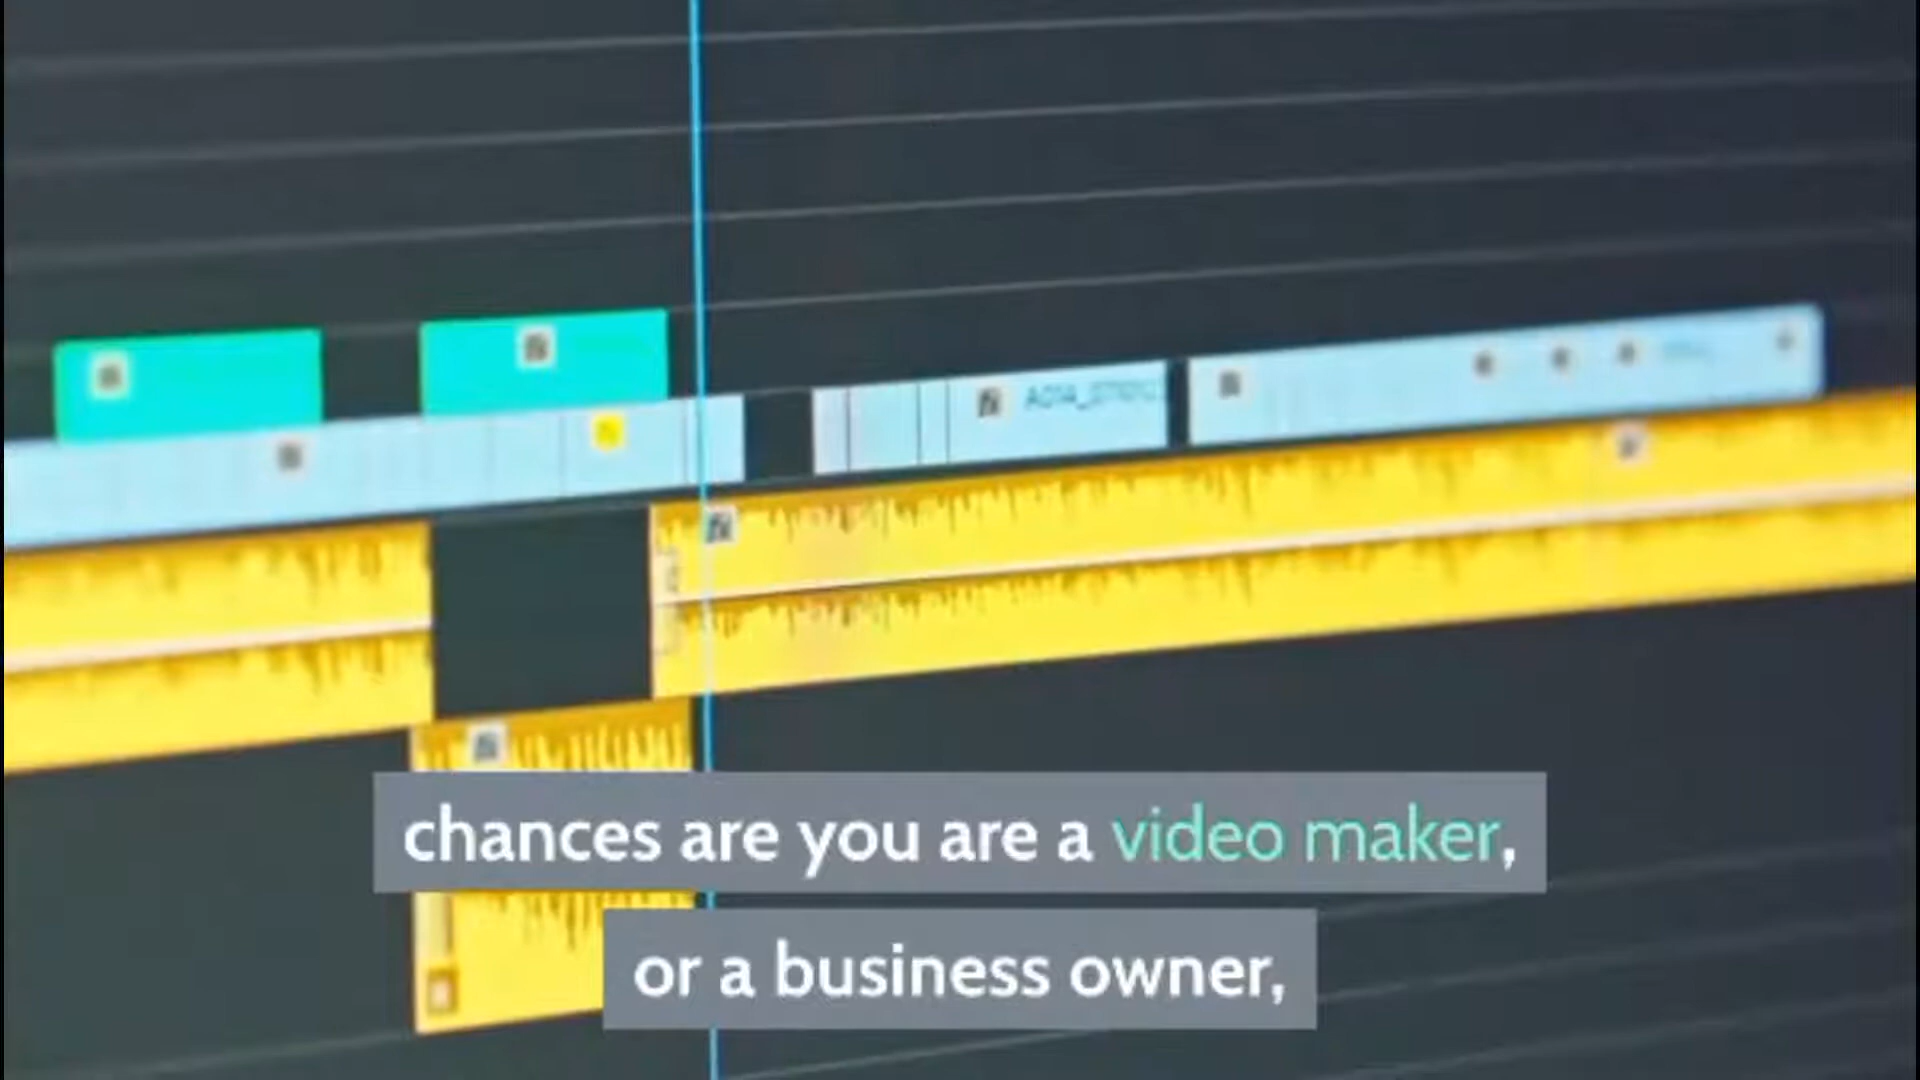 chances are you are a video maker,
or a business owner,